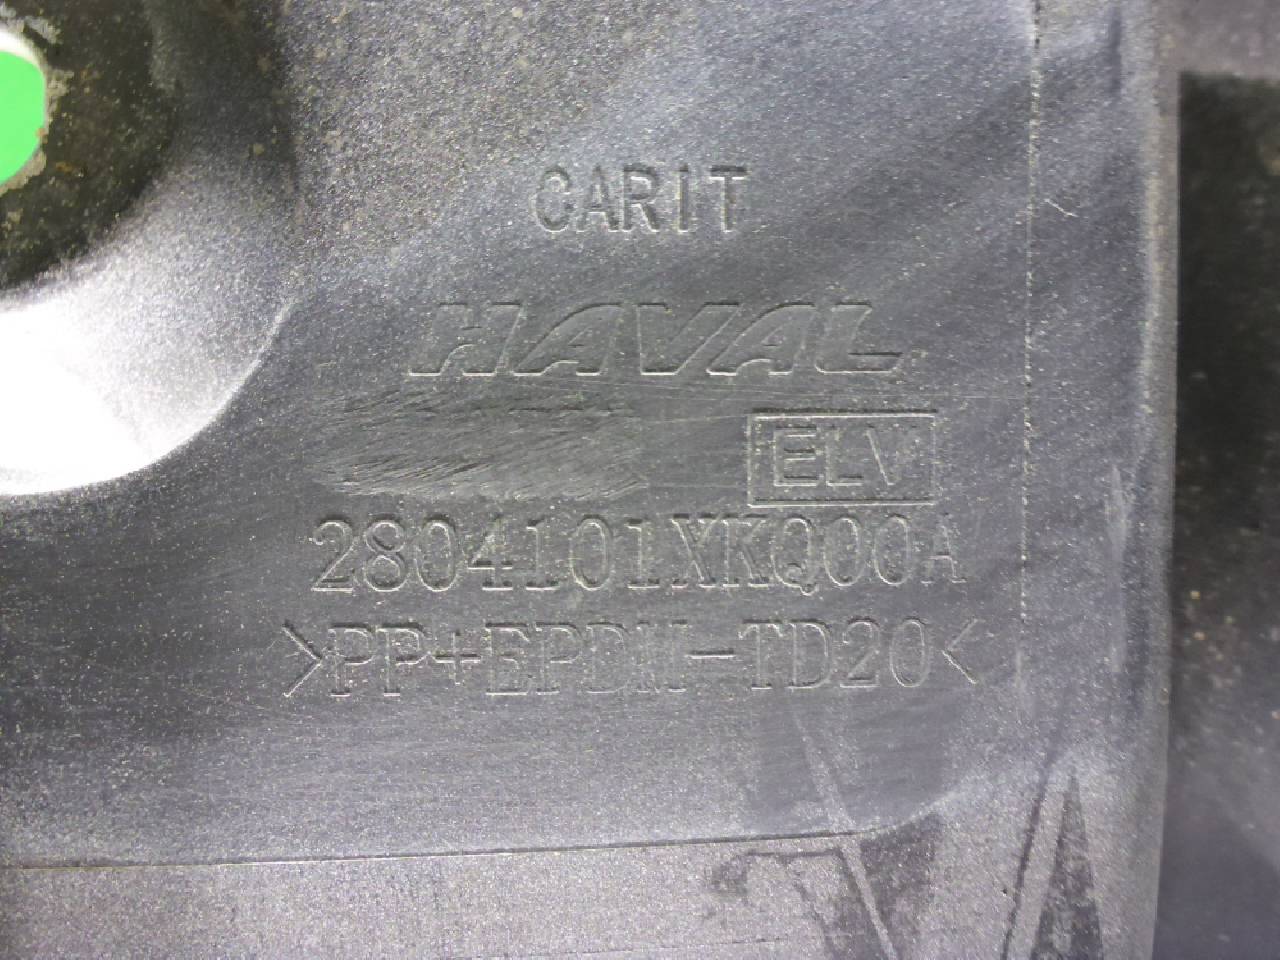 CARIT
HAVAL
ELV
2804101XKQ00A
>PP+EPDM-TD20<